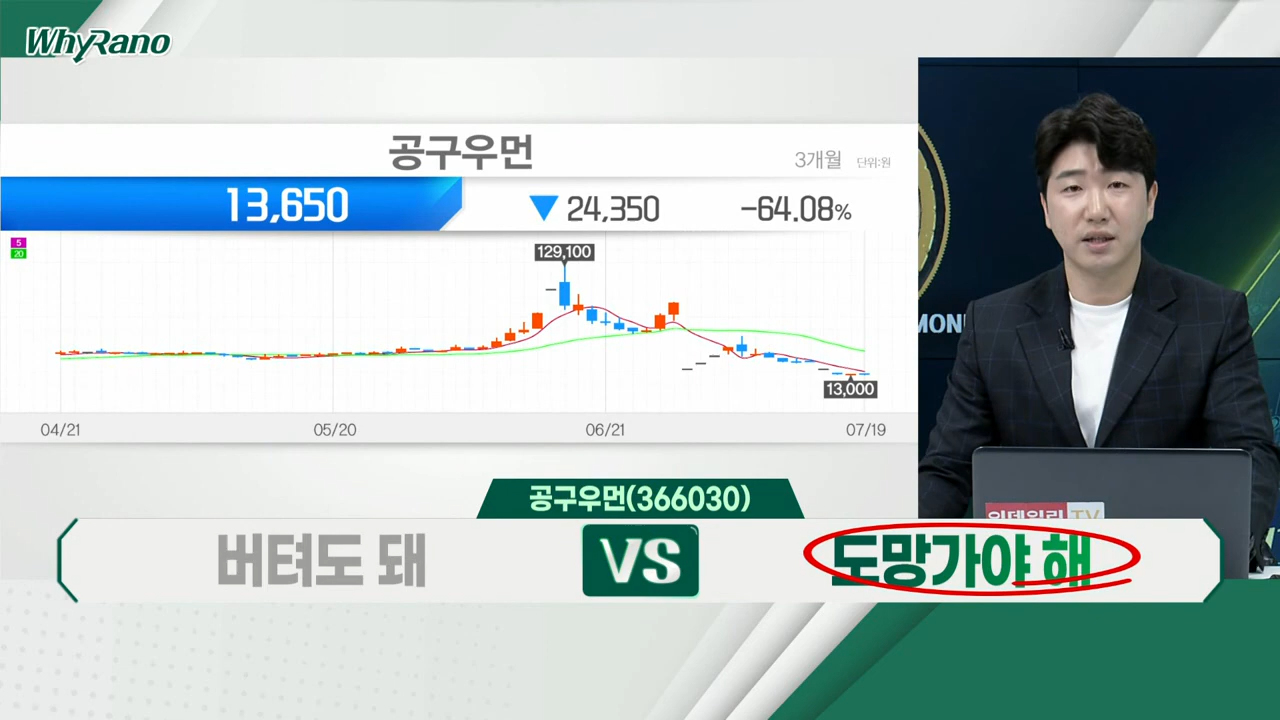 WhyRano
공구우먼
3개월 단위:원
13,650 ▼ 24,350 -64.08%
5
20
129,100
13,000
04/21 05/20 06/21 07/19
공구우먼(366030)
버텨도 돼 VS 도망가야 해